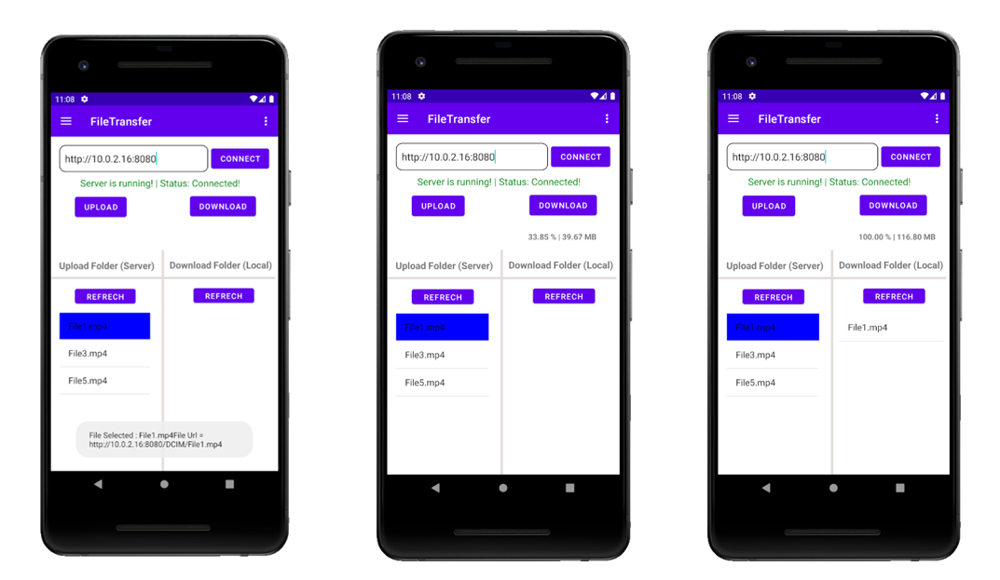 11:08
FileTransfer
http://10.0.2.16:8080
CONNECT
Server is running! | Status: Connected!
UPLOAD
DOWNLOAD
Upload Folder (Server)
Download Folder (Local)
REFRECH
REFRECH
File1.mp4
File3.mp4
File5.mp4
File Selected : File1.mp4File Url =
http://10.0.2.16:8080/DCIM/File1.mp4
11:08
FileTransfer
http://10.0.2.16:8080
CONNECT
Server is running! | Status: Connected!
UPLOAD
DOWNLOAD
33.85 % | 39.67 MB
Upload Folder (Server)
Download Folder (Local)
REFRECH
REFRECH
File1.mp4
File3.mp4
File5.mp4
11:08
FileTransfer
http://10.0.2.16:8080
CONNECT
Server is running! | Status: Connected!
UPLOAD
DOWNLOAD
100.00 % | 116.80 MB
Upload Folder (Server)
Download Folder (Local)
REFRECH
REFRECH
File1.mp4
File1.mp4
File3.mp4
File5.mp4